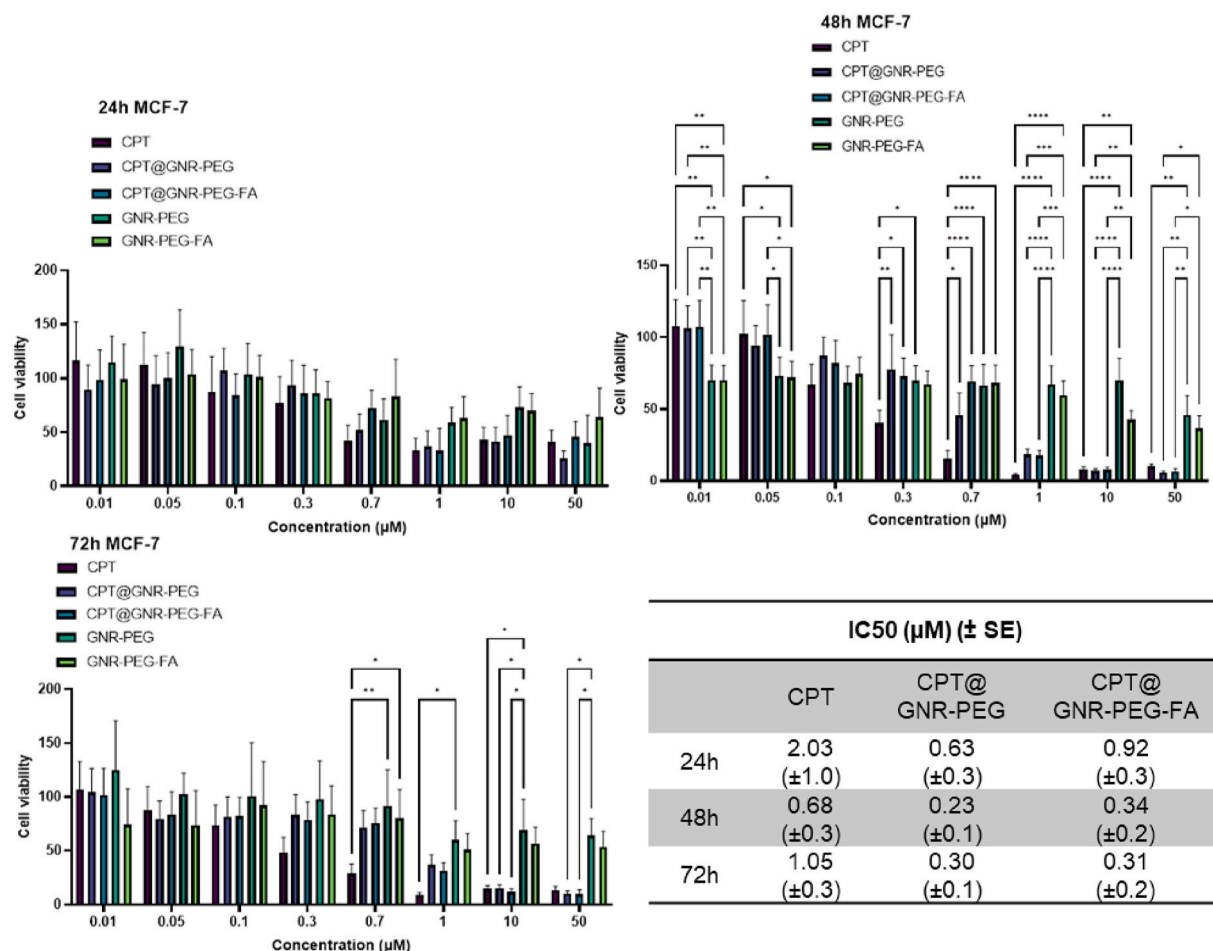 24h MCF-7
CPT
CPT@GNR-PEG
CPT@GNR-PEG-FA
GNR-PEG
GNR-PEG-FA
200
150
100
50
0
Cell viability
0.01 0.05 0.1 0.3 0.7 1 10 50
Concentration (µM)
48h MCF-7
CPT
CPT@GNR-PEG
CPT@GNR-PEG-FA
GNR-PEG
GNR-PEG-FA
** ** ** ** ** **
* * * *
* * **
**** **** **** *
**** *** **** *** **** ****
** ** **** ** **** ****
* ** * ** **
150
100
50
0
Cell viability
0.01 0.05 0.1 0.3 0.7 1 10 50
Concentration (µM)
72h MCF-7
CPT
CPT@GNR-PEG
CPT@GNR-PEG-FA
GNR-PEG
GNR-PEG-FA
* **
*
* * *
* *
200
150
100
50
0
Cell viability
0.01 0.05 0.1 0.3 0.7 1 10 50
Concentration (µM)
IC50 (µM) (± SE)
CPT CPT@ CPT@
GNR-PEG GNR-PEG-FA
24h 2.03 0.63 0.92
(±1.0) (±0.3) (±0.3)
48h 0.68 0.23 0.34
(±0.3) (±0.1) (±0.2)
72h 1.05 0.30 0.31
(±0.3) (±0.1) (±0.2)